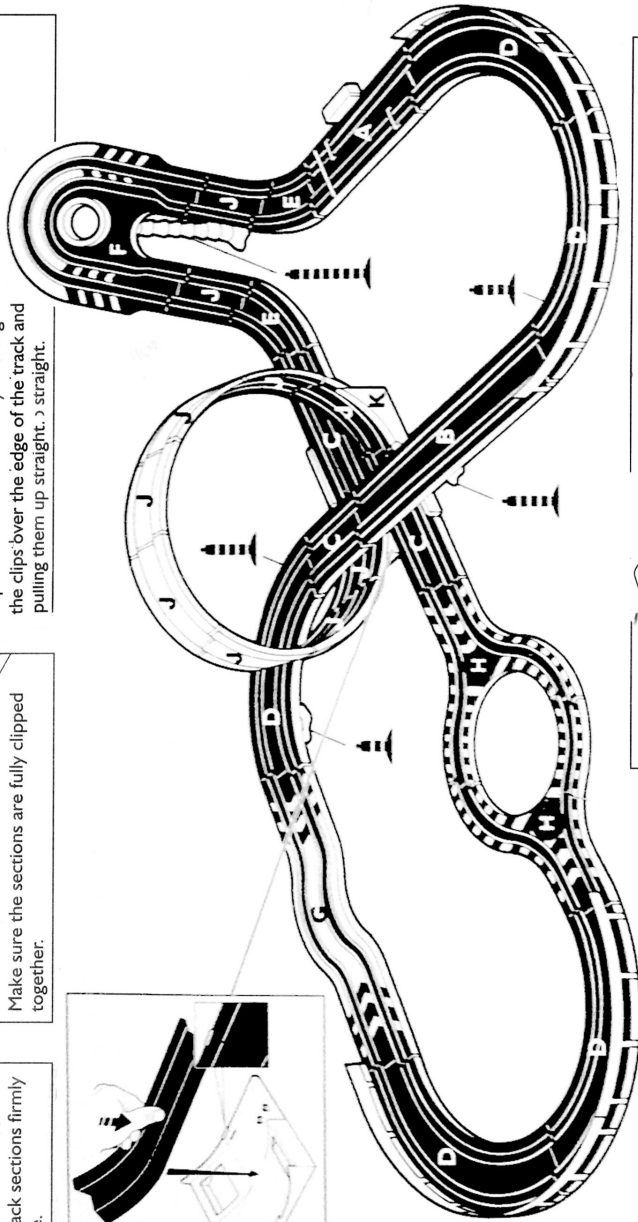 ack sections firmly
Make sure the sections are fully clipped
together.
the clips over the edge of the track and
pulling them up straight.
straight.
F
J
J
E
E
A
D
D
D
B
K
J
J
J
J
J
J
C
C
C
J
J
D
G
H
H
D
D